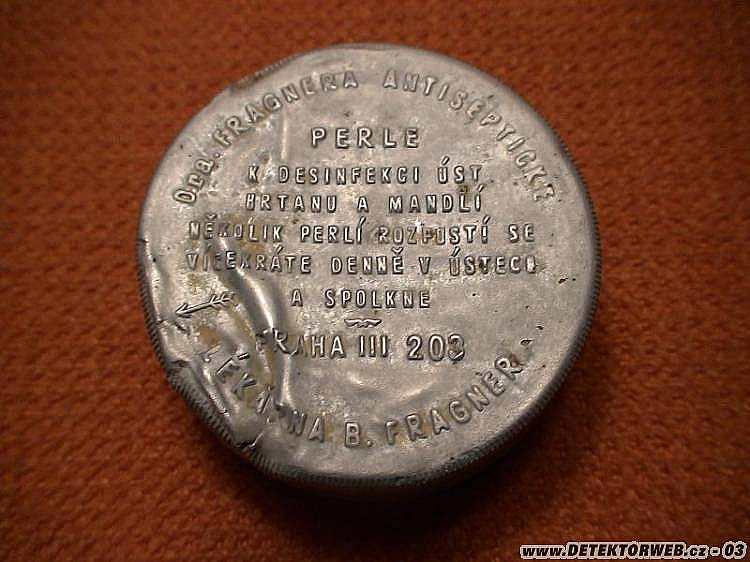 Dra. FRAGNERA ANTISEPTICKÉ
PERLE
K DESINFEKCI ÚST
HRTANU A MANDLÍ
NĚKOLIK PERLÍ ROZPUSTÍ SE
VÍCEKRÁTE DENNĚ V ÚSTECH
A SPOLKNE
PRAHA III 203
LÉKÁRNA B. FRAGNER
www.DETEKTORWEB.cz - 03